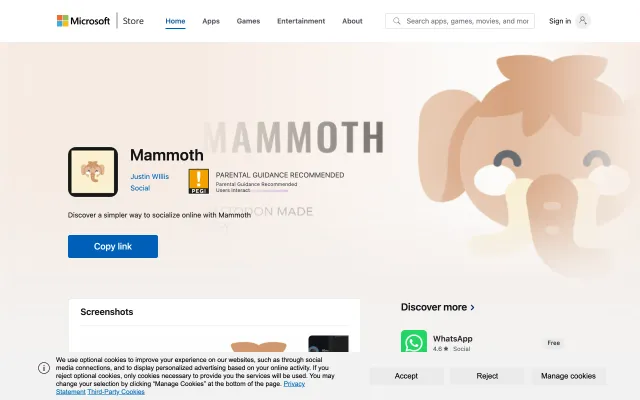 Microsoft Store Home Apps Games Entertainment About Search apps, games, movies, and mor Sign in
MAMMOTH
Mammoth
Justin Willis
Social
PEGI
PARENTAL GUIDANCE RECOMMENDED
Parental Guidance Recommended
Users Interact
MADE
Discover a simpler way to socialize online with Mammoth
Copy link
Screenshots
Discover more
WhatsApp
4.6 ★ Social
Free
We use optional cookies to improve your experience on our websites, such as through social
media connections, and to display personalized advertising based on your online activity. If you
reject optional cookies, only cookies necessary to provide you the services will be used. You may
change your selection by clicking "Manage Cookies" at the bottom of the page. Privacy
Statement Third-Party Cookies
Accept Reject Manage cookies